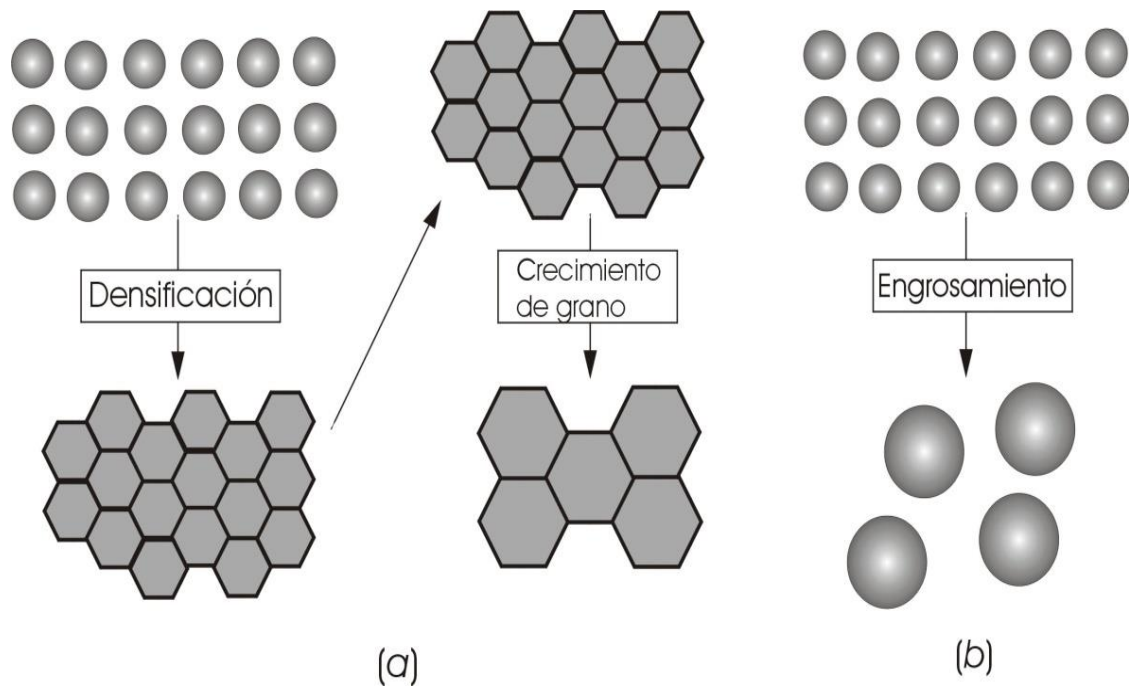 Densificación
Crecimiento
de grano
Engrosamiento
(a)
(b)